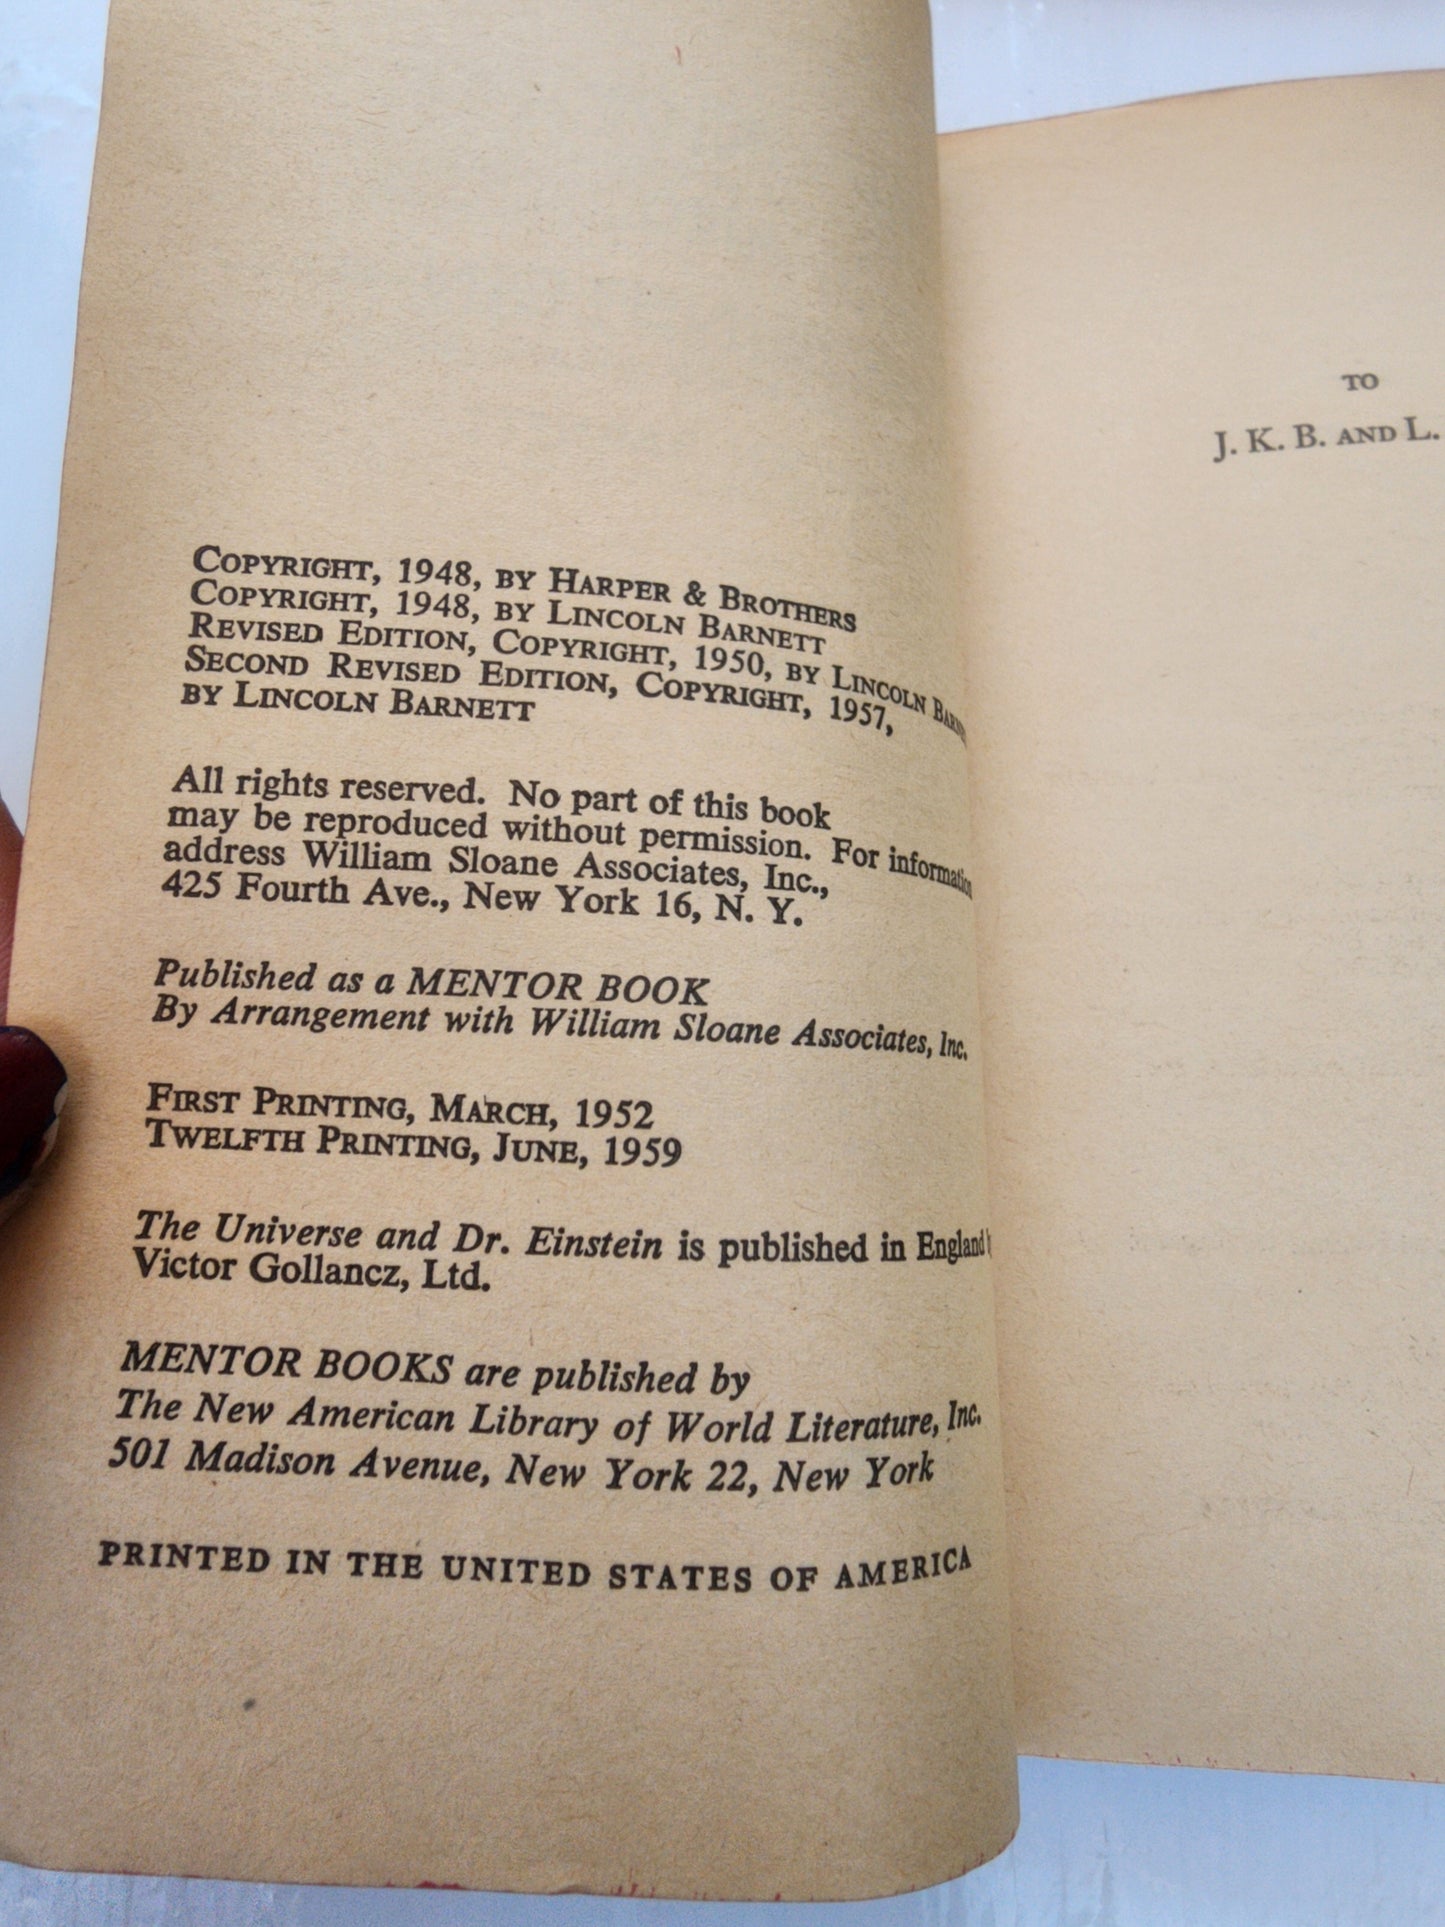 COPYRIGHT, 1948, BY HARPER & BROTHERS
COPYRIGHT, 1948, BY LINCOLN BARNETT
REVISED EDITION, COPYRIGHT, 1950, BY LINCOLN
SECOND REVISED EDITION, COPYRIGHT, 1957,
BY LINCOLN BARNETT
All rights reserved. No part of this book
may be reproduced without permission. For information
address William Sloane Associates, Inc.,
425 Fourth Ave., New York 16, N. Y.
Published as a MENTOR BOOK
By Arrangement with William Sloane Associates, Inc.
FIRST PRINTING, MARCH, 1952
TWELFTH PRINTING, JUNE, 1959
The Universe and Dr. Einstein is published in England
Victor Gollancz, Ltd.
MENTOR BOOKS are published by
The New American Library of World Literature, Inc.
501 Madison Avenue, New York 22, New York
PRINTED IN THE UNITED STATES OF AMERICA
TO
J. K. B. AND L.